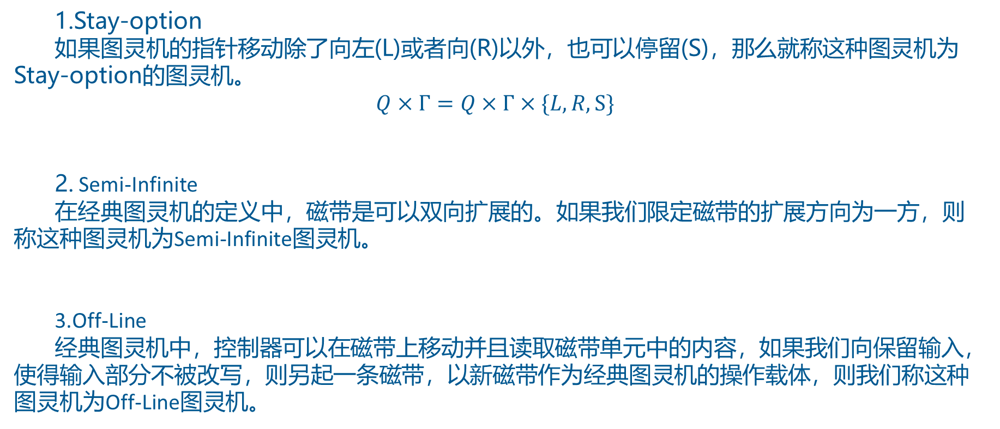 1.Stay-option
如果图灵机的指针移动除了向左(L)或者向(R)以外，也可以停留(S)，那么就称这种图灵机为
Stay-option的图灵机。
Q × Γ = Q × Γ × {L, R, S}
2. Semi-Infinite
在经典图灵机的定义中，磁带是可以双向扩展的。如果我们限定磁带的扩展方向为一方，则
称这种图灵机为Semi-Infinite图灵机。
3.Off-Line
经典图灵机中，控制器可以在磁带上移动并且读取磁带单元中的内容，如果我们向保留输入，
使得输入部分不被改写，则另起一条磁带，以新磁带作为经典图灵机的操作载体，则我们称这种
图灵机为Off-Line图灵机。